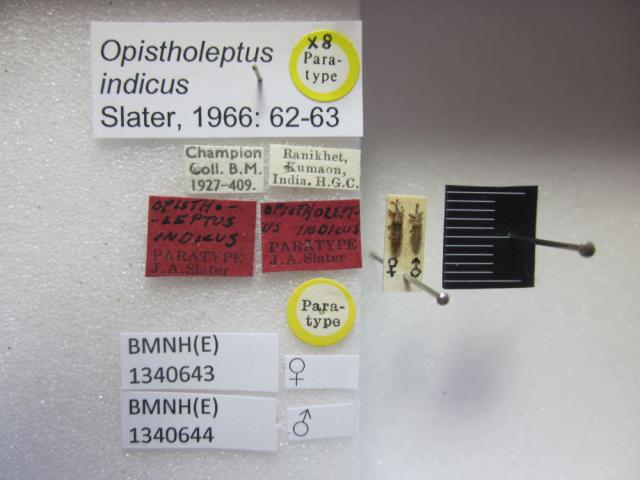 Opistholeptus
indicus
Slater, 1966: 62-63
x8
Para-
type
Champion
Coll. B.M.
1927-409.
Ranikhet,
Kumaon,
India. H.G.C.
OPISTHO-
-LEPTUS
INDICUS
PARATYPE
J.A.Slater
OPISTHOLEPT-
US INDICUS
PARATYPE
J.A.Slater
♀ ♂
Para-
type
BMNH(E)
1340643
♀
BMNH(E)
1340644
♂